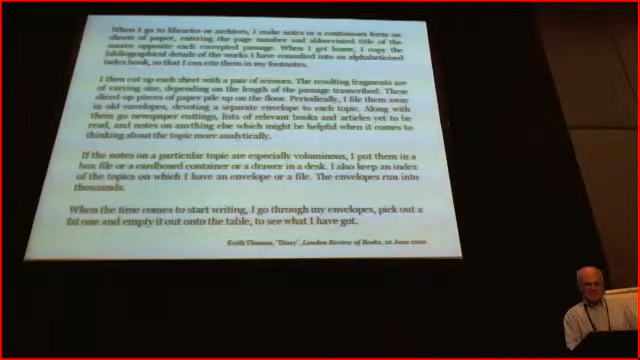 When I go to libraries or archives, I make notes in a continuous form on
sheets of paper, entering the page number and abbreviated title of the
source opposite each excerpted passage. When I get home, I copy the
bibliographical details of the works I have consulted into an alphabeticised
index book, so that I can cite them in my footnotes.
I then cut up each sheet with a pair of scissors. The resulting fragments are
of varying size, depending on the length of the passage transcribed. These
sliced-up pieces of paper pile up on the floor. Periodically, I file them away
in old envelopes, devoting a separate envelope to each topic. Along with
them go newspaper cuttings, lists of relevant books and articles yet to be
read, and notes on anything else which might be helpful when it comes to
thinking about the topic more analytically.
If the notes on a particular topic are especially voluminous, I put them in a
box file or a cardboard container or a drawer in a desk. I also keep an index
of the topics on which I have an envelope or a file. The envelopes run into
thousands.
When the time comes to start writing, I go through my envelopes, pick out a
fat one and empty it out onto the table, to see what I have got.
Keith Thomas, 'Diary', London Review of Books, 10 June 2010